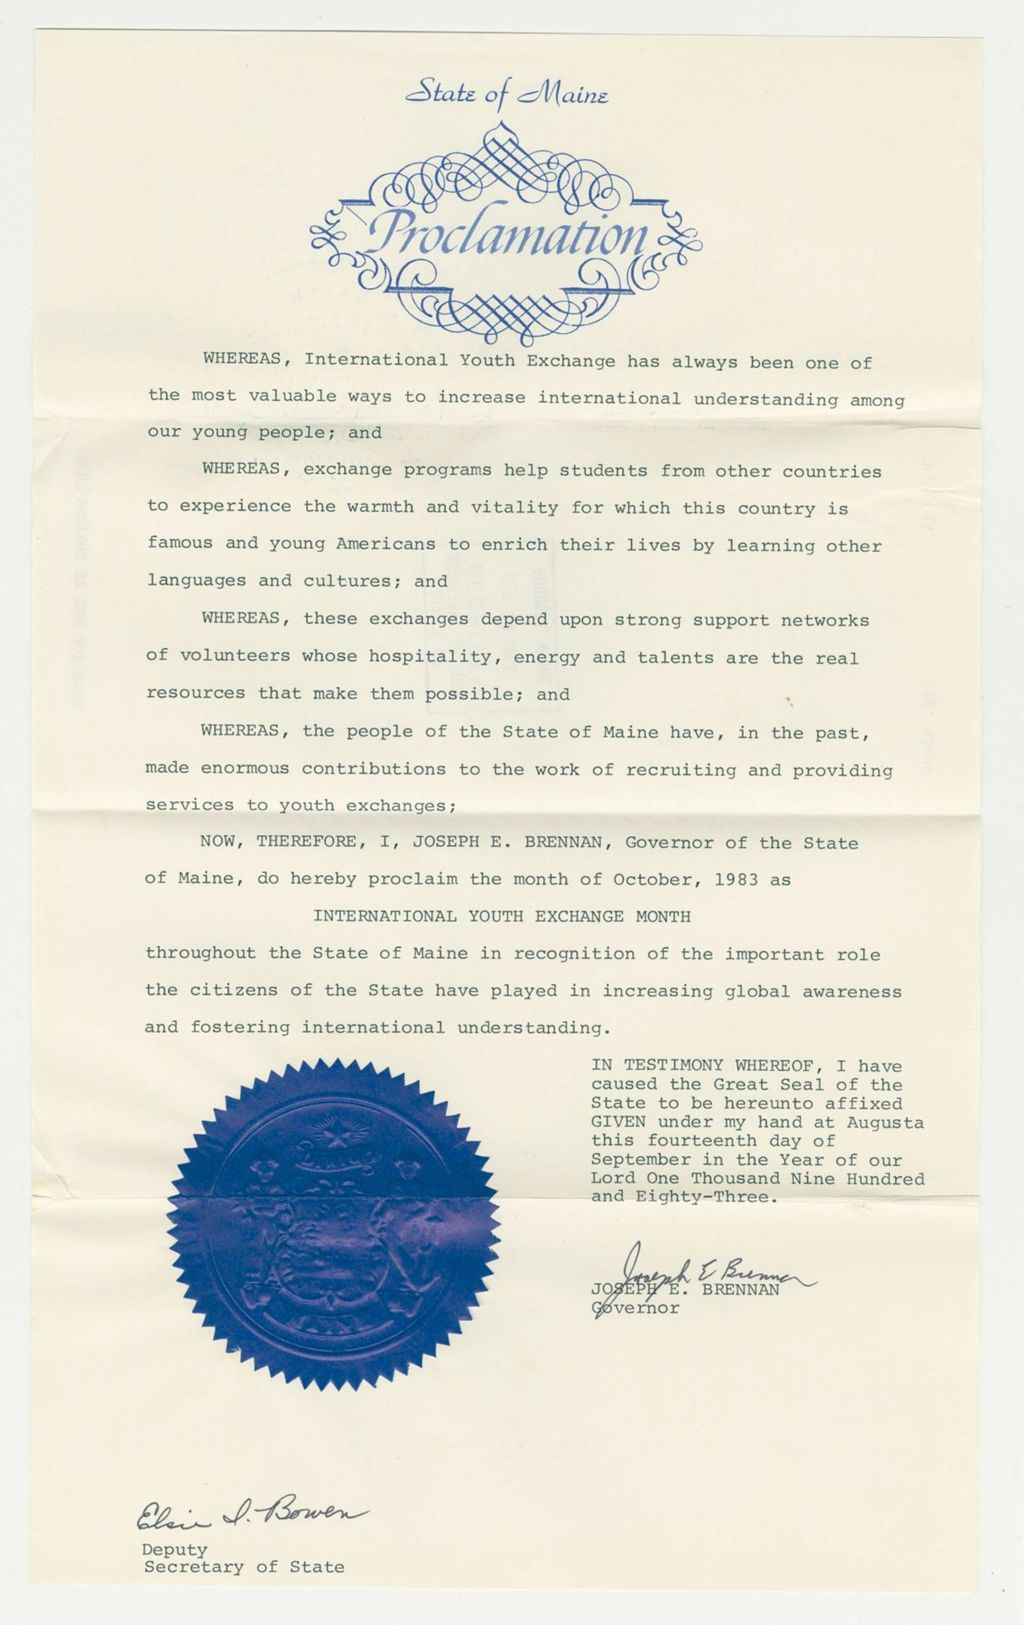 State of Maine
Proclamation
WHEREAS, International Youth Exchange has always been one of
the most valuable ways to increase international understanding among
our young people; and
WHEREAS, exchange programs help students from other countries
to experience the warmth and vitality for which this country is
famous and young Americans to enrich their lives by learning other
languages and cultures; and
WHEREAS, these exchanges depend upon strong support networks
of volunteers whose hospitality, energy and talents are the real
resources that make them possible; and
WHEREAS, the people of the State of Maine have, in the past,
made enormous contributions to the work of recruiting and providing
services to youth exchanges;
NOW, THEREFORE, I, JOSEPH E. BRENNAN, Governor of the State
of Maine, do hereby proclaim the month of October, 1983 as
INTERNATIONAL YOUTH EXCHANGE MONTH
throughout the State of Maine in recognition of the important role
the citizens of the State have played in increasing global awareness
and fostering international understanding.
IN TESTIMONY WHEREOF, I have
caused the Great Seal of the
State to be hereunto affixed
GIVEN under my hand at Augusta
this fourteenth day of
September in the Year of our
Lord One Thousand Nine Hundred
and Eighty-Three.
Joseph E Brennan
JOSEPH E. BRENNAN
Governor
Elsie I. Bowen
Deputy
Secretary of State